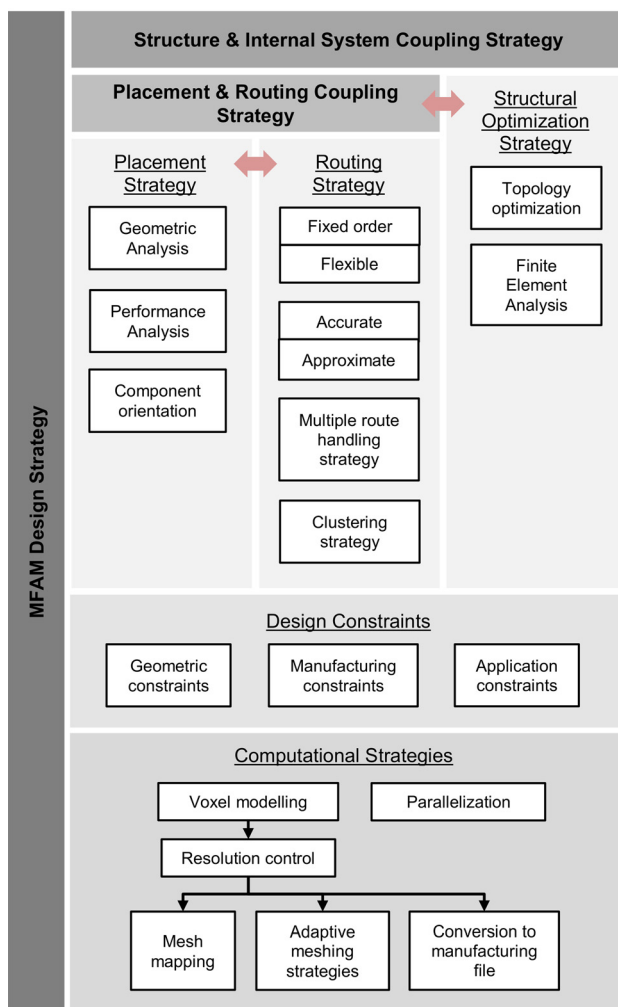 Structure & Internal System Coupling Strategy
MFAM Design Strategy
Placement & Routing Coupling
Strategy
Structural
Optimization
Strategy
Placement
Strategy
Geometric
Analysis
Performance
Analysis
Component
orientation
Routing
Strategy
Fixed order
Flexible
Accurate
Approximate
Multiple route
handling
strategy
Clustering
strategy
Topology
optimization
Finite
Element
Analysis
Design Constraints
Geometric
constraints
Manufacturing
constraints
Application
constraints
Computational Strategies
Voxel modelling
Parallelization
Resolution control
Mesh
mapping
Adaptive
meshing
strategies
Conversion to
manufacturing
file